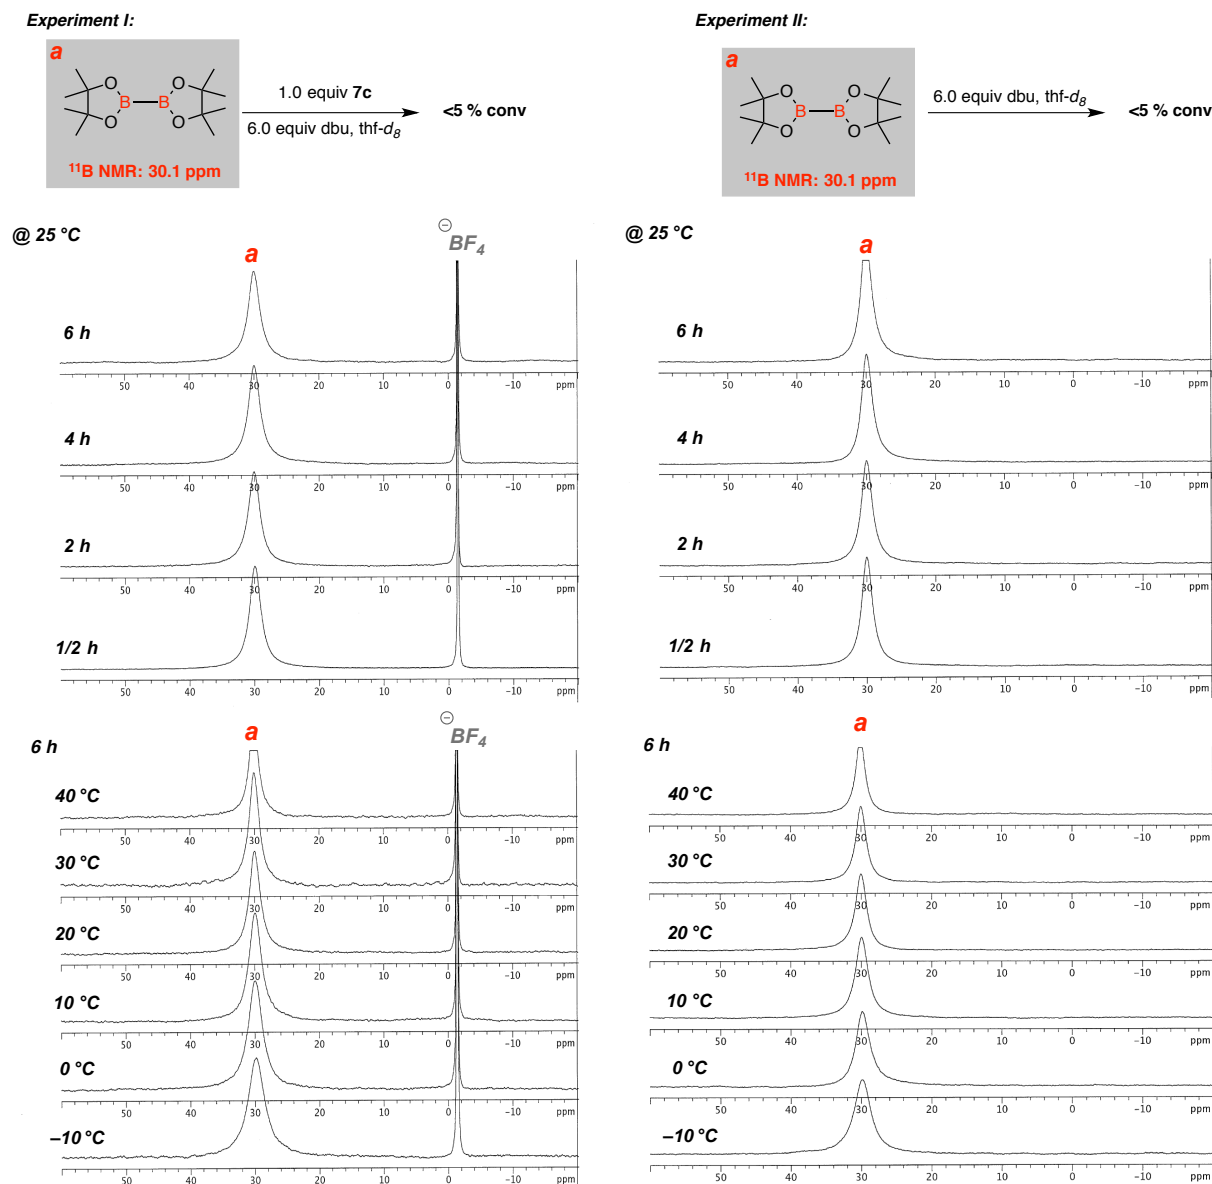 Experiment I:
a
O O
B B
O O
¹¹B NMR: 30.1 ppm
1.0 equiv 7c
6.0 equiv dbu, thf-d₈
<5 % conv
Experiment II:
a
O O
B B
O O
¹¹B NMR: 30.1 ppm
6.0 equiv dbu, thf-d₈
<5 % conv
@ 25 °C
a
⊖
BF₄
6 h
50 40 30 20 10 0 −10 ppm
4 h
50 40 30 20 10 0 −10 ppm
2 h
50 40 30 20 10 0 −10 ppm
1/2 h
50 40 30 20 10 0 −10 ppm
@ 25 °C
a
6 h
50 40 30 20 10 0 −10 ppm
4 h
50 40 30 20 10 0 −10 ppm
2 h
50 40 30 20 10 0 −10 ppm
1/2 h
50 40 30 20 10 0 −10 ppm
6 h
a
⊖
BF₄
40 °C
50 40 30 20 10 0 −10 ppm
30 °C
50 40 30 20 10 0 −10 ppm
20 °C
50 40 30 20 10 0 −10 ppm
10 °C
50 40 30 20 10 0 −10 ppm
0 °C
50 40 30 20 10 0 −10 ppm
−10 °C
50 40 30 20 10 0 −10 ppm
6 h
a
40 °C
50 40 30 20 10 0 −10 ppm
30 °C
50 40 30 20 10 0 −10 ppm
20 °C
50 40 30 20 10 0 −10 ppm
10 °C
50 40 30 20 10 0 −10 ppm
0 °C
50 40 30 20 10 0 −10 ppm
−10 °C
50 40 30 20 10 0 −10 ppm